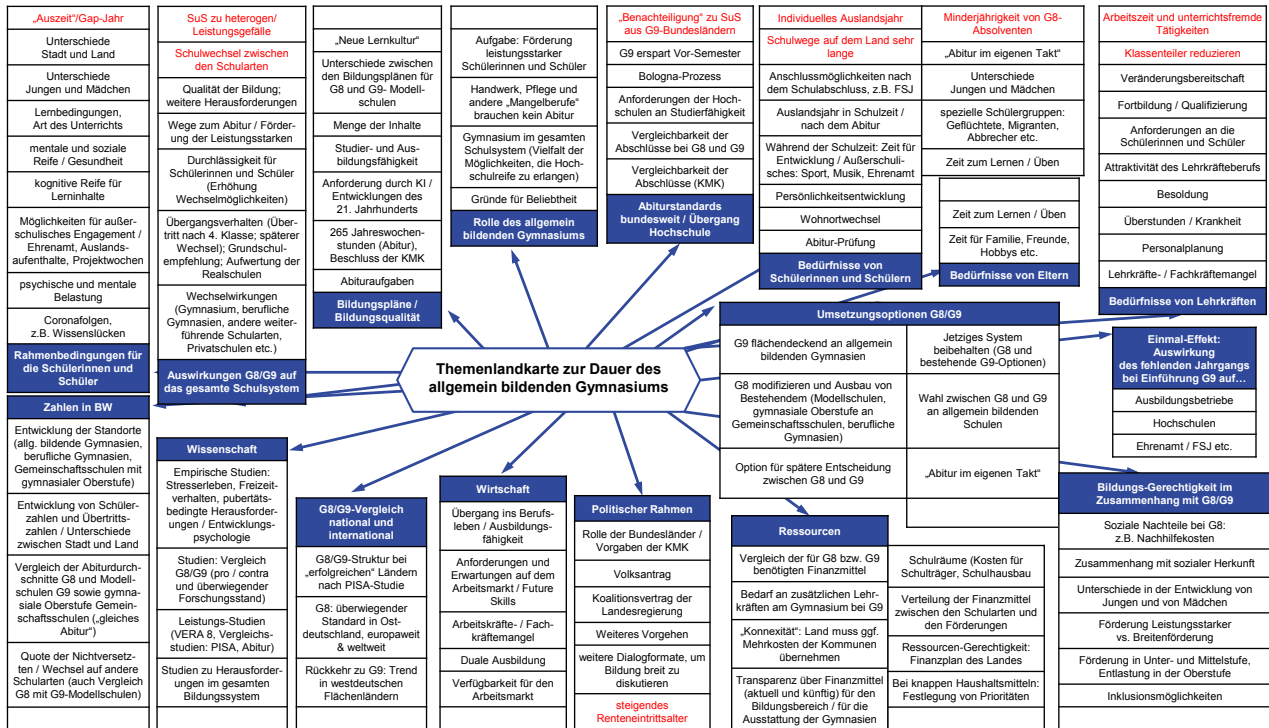 „Auszeit“/Gap-Jahr
Unterschiede
Stadt und Land
Unterschiede
Jungen und Mädchen
Lernbedingungen,
Art des Unterrichts
mentale und soziale
Reife / Gesundheit
kognitive Reife für
Lerninhalte
Möglichkeiten für außer-
schulisches Engagement /
Ehrenamt, Auslands-
aufenthalte, Projektwochen
psychische und mentale
Belastung
Coronafolgen,
z.B. Wissenslücken
Rahmenbedingungen für
die Schülerinnen und
Schüler
SuS zu heterogen/
Leistungsgefälle
Schulwechsel zwischen
den Schularten
Qualität der Bildung;
weitere Herausforderungen
Wege zum Abitur / Förder-
ung der Leistungsstarken
Durchlässigkeit für
Schülerinnen und Schüler
(Erhöhung
Wechselmöglichkeiten)
Übergangsverhalten (Über-
tritt nach 4. Klasse; späterer
Wechsel); Grundschul-
empfehlung; Aufwertung der
Realschulen
Wechselwirkungen
(Gymnasium, berufliche
Gymnasien, andere weiter-
führende Schularten,
Privatschulen etc.)
Auswirkungen G8/G9 auf
das gesamte Schulsystem
„Neue Lernkultur“
Unterschiede zwischen
den Bildungsplänen für
G8 und G9- Modell-
schulen
Menge der Inhalte
Studier- und Aus-
bildungsfähigkeit
Anforderung durch KI /
Entwicklungen des
21. Jahrhunderts
265 Jahreswochen-
stunden (Abitur),
Beschluss der KMK
Abituraufgaben
Bildungspläne /
Bildungsqualität
Aufgabe: Förderung
leistungsstarker
Schülerinnen und Schüler
Handwerk, Pflege und
andere „Mangelberufe“
brauchen kein Abitur
Gymnasium im gesamten
Schulsystem (Vielfalt der
Möglichkeiten, die Hoch-
schulreife zu erlangen)
Gründe für Beliebtheit
Rolle des allgemein
bildenden Gymnasiums
„Benachteiligung“ zu SuS
aus G9-Bundesländern
G9 erspart Vor-Semester
Bologna-Prozess
Anforderungen der Hoch-
schulen an Studierfähigkeit
Vergleichbarkeit der
Abschlüsse bei G8 und G9
Vergleichbarkeit der
Abschlüsse (KMK)
Abiturstandards
bundesweit / Übergang
Hochschule
Individuelles Auslandsjahr
Schulwege auf dem Land sehr
lange
Anschlussmöglichkeiten nach
dem Schulabschluss, z.B. FSJ
Auslandsjahr in Schulzeit /
nach dem Abitur
Während der Schulzeit: Zeit für
Entwicklung / Außerschuli-
sches: Sport, Musik, Ehrenamt
Persönlichkeitsentwicklung
Wohnortwechsel
Abitur-Prüfung
Bedürfnisse von
Schülerinnen und Schülern
Minderjährigkeit von G8-
Absolventen
„Abitur im eigenen Takt“
Unterschiede
Jungen und Mädchen
spezielle Schülergruppen:
Geflüchtete, Migranten,
Abbrecher etc.
Zeit zum Lernen / Üben
Zeit zum Lernen / Üben
Zeit für Familie, Freunde,
Hobbys etc.
Bedürfnisse von Eltern
Arbeitszeit und unterrichtsfremde
Tätigkeiten
Klassenteiler reduzieren
Veränderungsbereitschaft
Fortbildung / Qualifizierung
Anforderungen an die
Schülerinnen und Schüler
Attraktivität des Lehrkräfteberufs
Besoldung
Überstunden / Krankheit
Personalplanung
Lehrkräfte- / Fachkräftemangel
Bedürfnisse von Lehrkräften
Themenlandkarte zur Dauer des
allgemein bildenden Gymnasiums
Umsetzungsoptionen G8/G9
G9 flächendeckend an allgemein
bildenden Gymnasien
Jetziges System
beibehalten (G8 und
bestehende G9-Optionen)
G8 modifizieren und Ausbau von
Bestehendem (Modellschulen,
gymnasiale Oberstufe an
Gemeinschaftsschulen, berufliche
Gymnasien)
Wahl zwischen G8 und G9
an allgemein bildenden
Schulen
Option für spätere Entscheidung
zwischen G8 und G9
„Abitur im eigenen Takt“
Einmal-Effekt:
Auswirkung
des fehlenden Jahrgangs
bei Einführung G9 auf…
Ausbildungsbetriebe
Hochschulen
Ehrenamt / FSJ etc.
Zahlen in BW
Entwicklung der Standorte
(allg. bildende Gymnasien,
berufliche Gymnasien,
Gemeinschaftsschulen mit
gymnasialer Oberstufe)
Entwicklung von Schüler-
zahlen und Übertritts-
zahlen / Unterschiede
zwischen Stadt und Land
Vergleich der Abiturdurch-
schnitte G8 und Modell-
schulen G9 sowie gymna-
siale Oberstufe Gemein-
schaftsschulen („gleiches
Abitur“)
Quote der Nichtversetz-
ten / Wechsel auf andere
Schularten (auch Vergleich
G8 mit G9-Modellschulen)
Wissenschaft
Empirische Studien:
Stresserleben, Freizeit-
verhalten, pubertäts-
bedingte Herausforder-
ungen / Entwicklungs-
psychologie
Studien: Vergleich
G8/G9 (pro / contra
und überwiegender
Forschungsstand)
Leistungs-Studien
(VERA 8, Vergleichs-
studien: PISA, Abitur)
Studien zu Herausforder-
ungen im gesamten
Bildungssystem
G8/G9-Vergleich
national und
international
G8/G9-Struktur bei
„erfolgreichen“ Ländern
nach PISA-Studie
G8: überwiegender
Standard in Ost-
deutschland, europaweit
& weltweit
Rückkehr zu G9: Trend
in westdeutschen
Flächenländern
Wirtschaft
Übergang ins Berufs-
leben / Ausbildungs-
fähigkeit
Anforderungen und
Erwartungen auf dem
Arbeitsmarkt / Future
Skills
Arbeitskräfte- / Fach-
kräftemangel
Duale Ausbildung
Verfügbarkeit für den
Arbeitsmarkt
Politischer Rahmen
Rolle der Bundesländer /
Vorgaben der KMK
Volksantrag
Koalitionsvertrag der
Landesregierung
Weiteres Vorgehen
weitere Dialogformate, um
Bildung breit zu
diskutieren
steigendes
Renteneintrittsalter
Ressourcen
Vergleich der für G8 bzw. G9
benötigten Finanzmittel
Bedarf an zusätzlichen Lehr-
kräften am Gymnasium bei G9
„Konnexität“: Land muss ggf.
Mehrkosten der Kommunen
übernehmen
Transparenz über Finanzmittel
(aktuell und künftig) für den
Bildungsbereich / für die
Ausstattung der Gymnasien
Schulräume (Kosten für
Schulträger, Schulhausbau
Verteilung der Finanzmittel
zwischen den Schularten und
den Förderungen
Ressourcen-Gerechtigkeit:
Finanzplan des Landes
Bei knappen Haushaltsmitteln:
Festlegung von Prioritäten
Bildungs-Gerechtigkeit im
Zusammenhang mit G8/G9
Soziale Nachteile bei G8:
z.B. Nachhilfekosten
Zusammenhang mit sozialer Herkunft
Unterschiede in der Entwicklung von
Jungen und von Mädchen
Förderung Leistungsstarker
vs. Breitenförderung
Förderung in Unter- und Mittelstufe,
Entlastung in der Oberstufe
Inklusionsmöglichkeiten